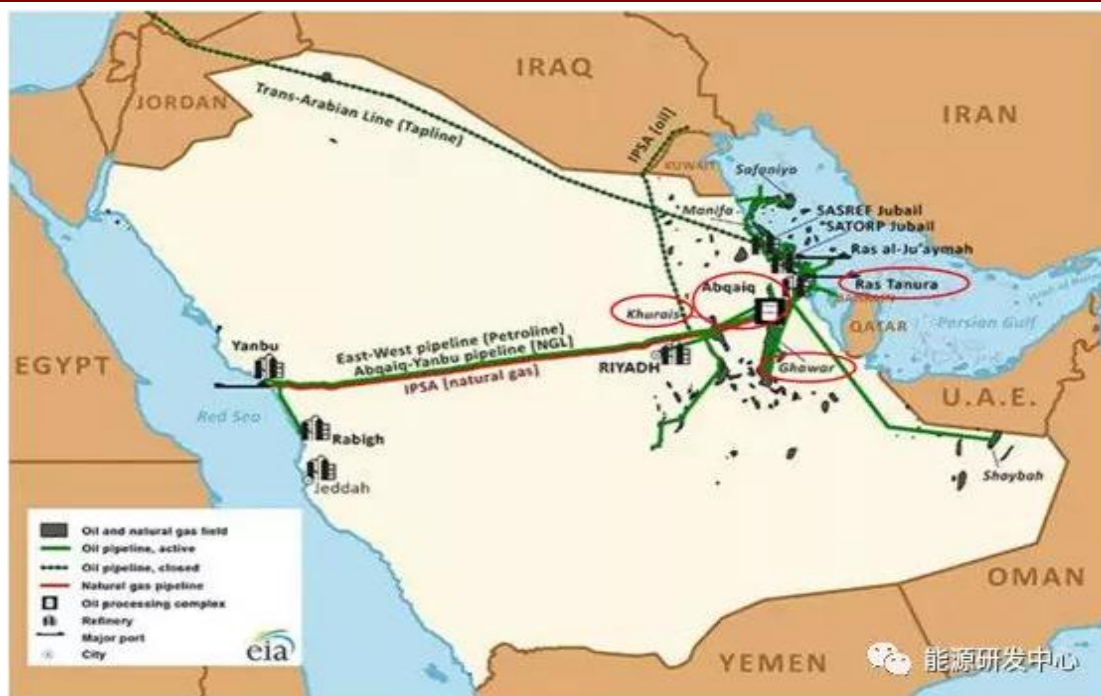 IRAQ
IRAN
JORDAN
Trans-Arabian Line (Tapline)
IPSA (oil)
KUWAIT
Safaniya
Manifa
SASREF Jubail
SATORP Jubail
Ras al-Ju'aymah
Abqaiq
Ras Tanura
Khurais
QATAR
Persian Gulf
East-West pipeline (Petroline)
Abqaiq-Yanbu pipeline (NGL)
IPSA (natural gas)
Yanbu
EGYPT
RIYADH
Ghawar
U.A.E.
Red Sea
Rabigh
Jeddah
Shaybah
Oil and natural gas field
Oil pipeline, active
Oil pipeline, closed
Natural gas pipeline
Oil processing complex
Refinery
Major port
City
eia
OMAN
YEMEN
能源研发中心